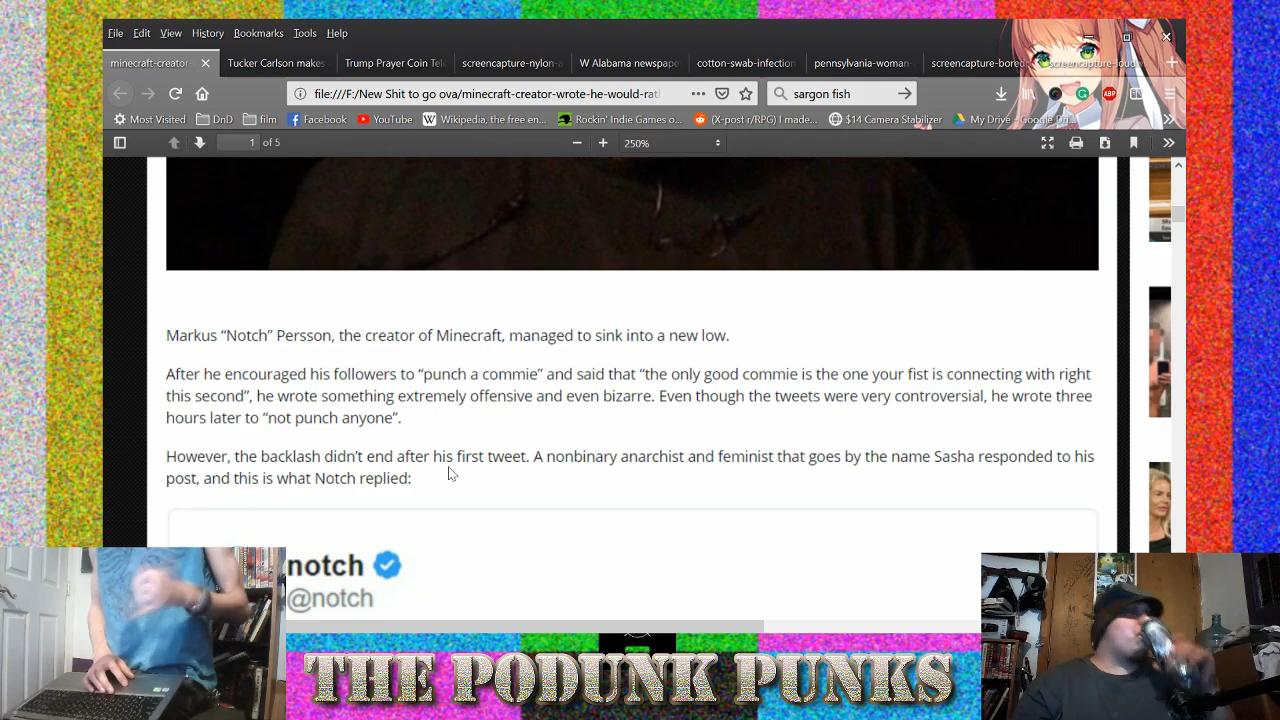 File Edit View History Bookmarks Tools Help
minecraft-creator- Tucker Carlson makes Trump Prayer Coin Tel screencapture-nylon-a W Alabama newspape cotton-swab-infection pennsylvania-woman- screencapture-bored screencapture-loudw
file:///F:/New Shit to go ova/minecraft-creator-wrote-he-would-rath sargon fish
Most Visited DnD film Facebook YouTube Wikipedia, the free en... Rockin' Indie Games o... (X-post r/RPG) I made... $14 Camera Stabilizer My Drive - Google Dri...
1 of 5 250%
Markus “Notch” Persson, the creator of Minecraft, managed to sink into a new low.
After he encouraged his followers to “punch a commie” and said that “the only good commie is the one your fist is connecting with right
this second”, he wrote something extremely offensive and even bizarre. Even though the tweets were very controversial, he wrote three
hours later to “not punch anyone”.
However, the backlash didn’t end after his first tweet. A nonbinary anarchist and feminist that goes by the name Sasha responded to his
post, and this is what Notch replied:
notch
@notch
THE PODUNK PUNKS